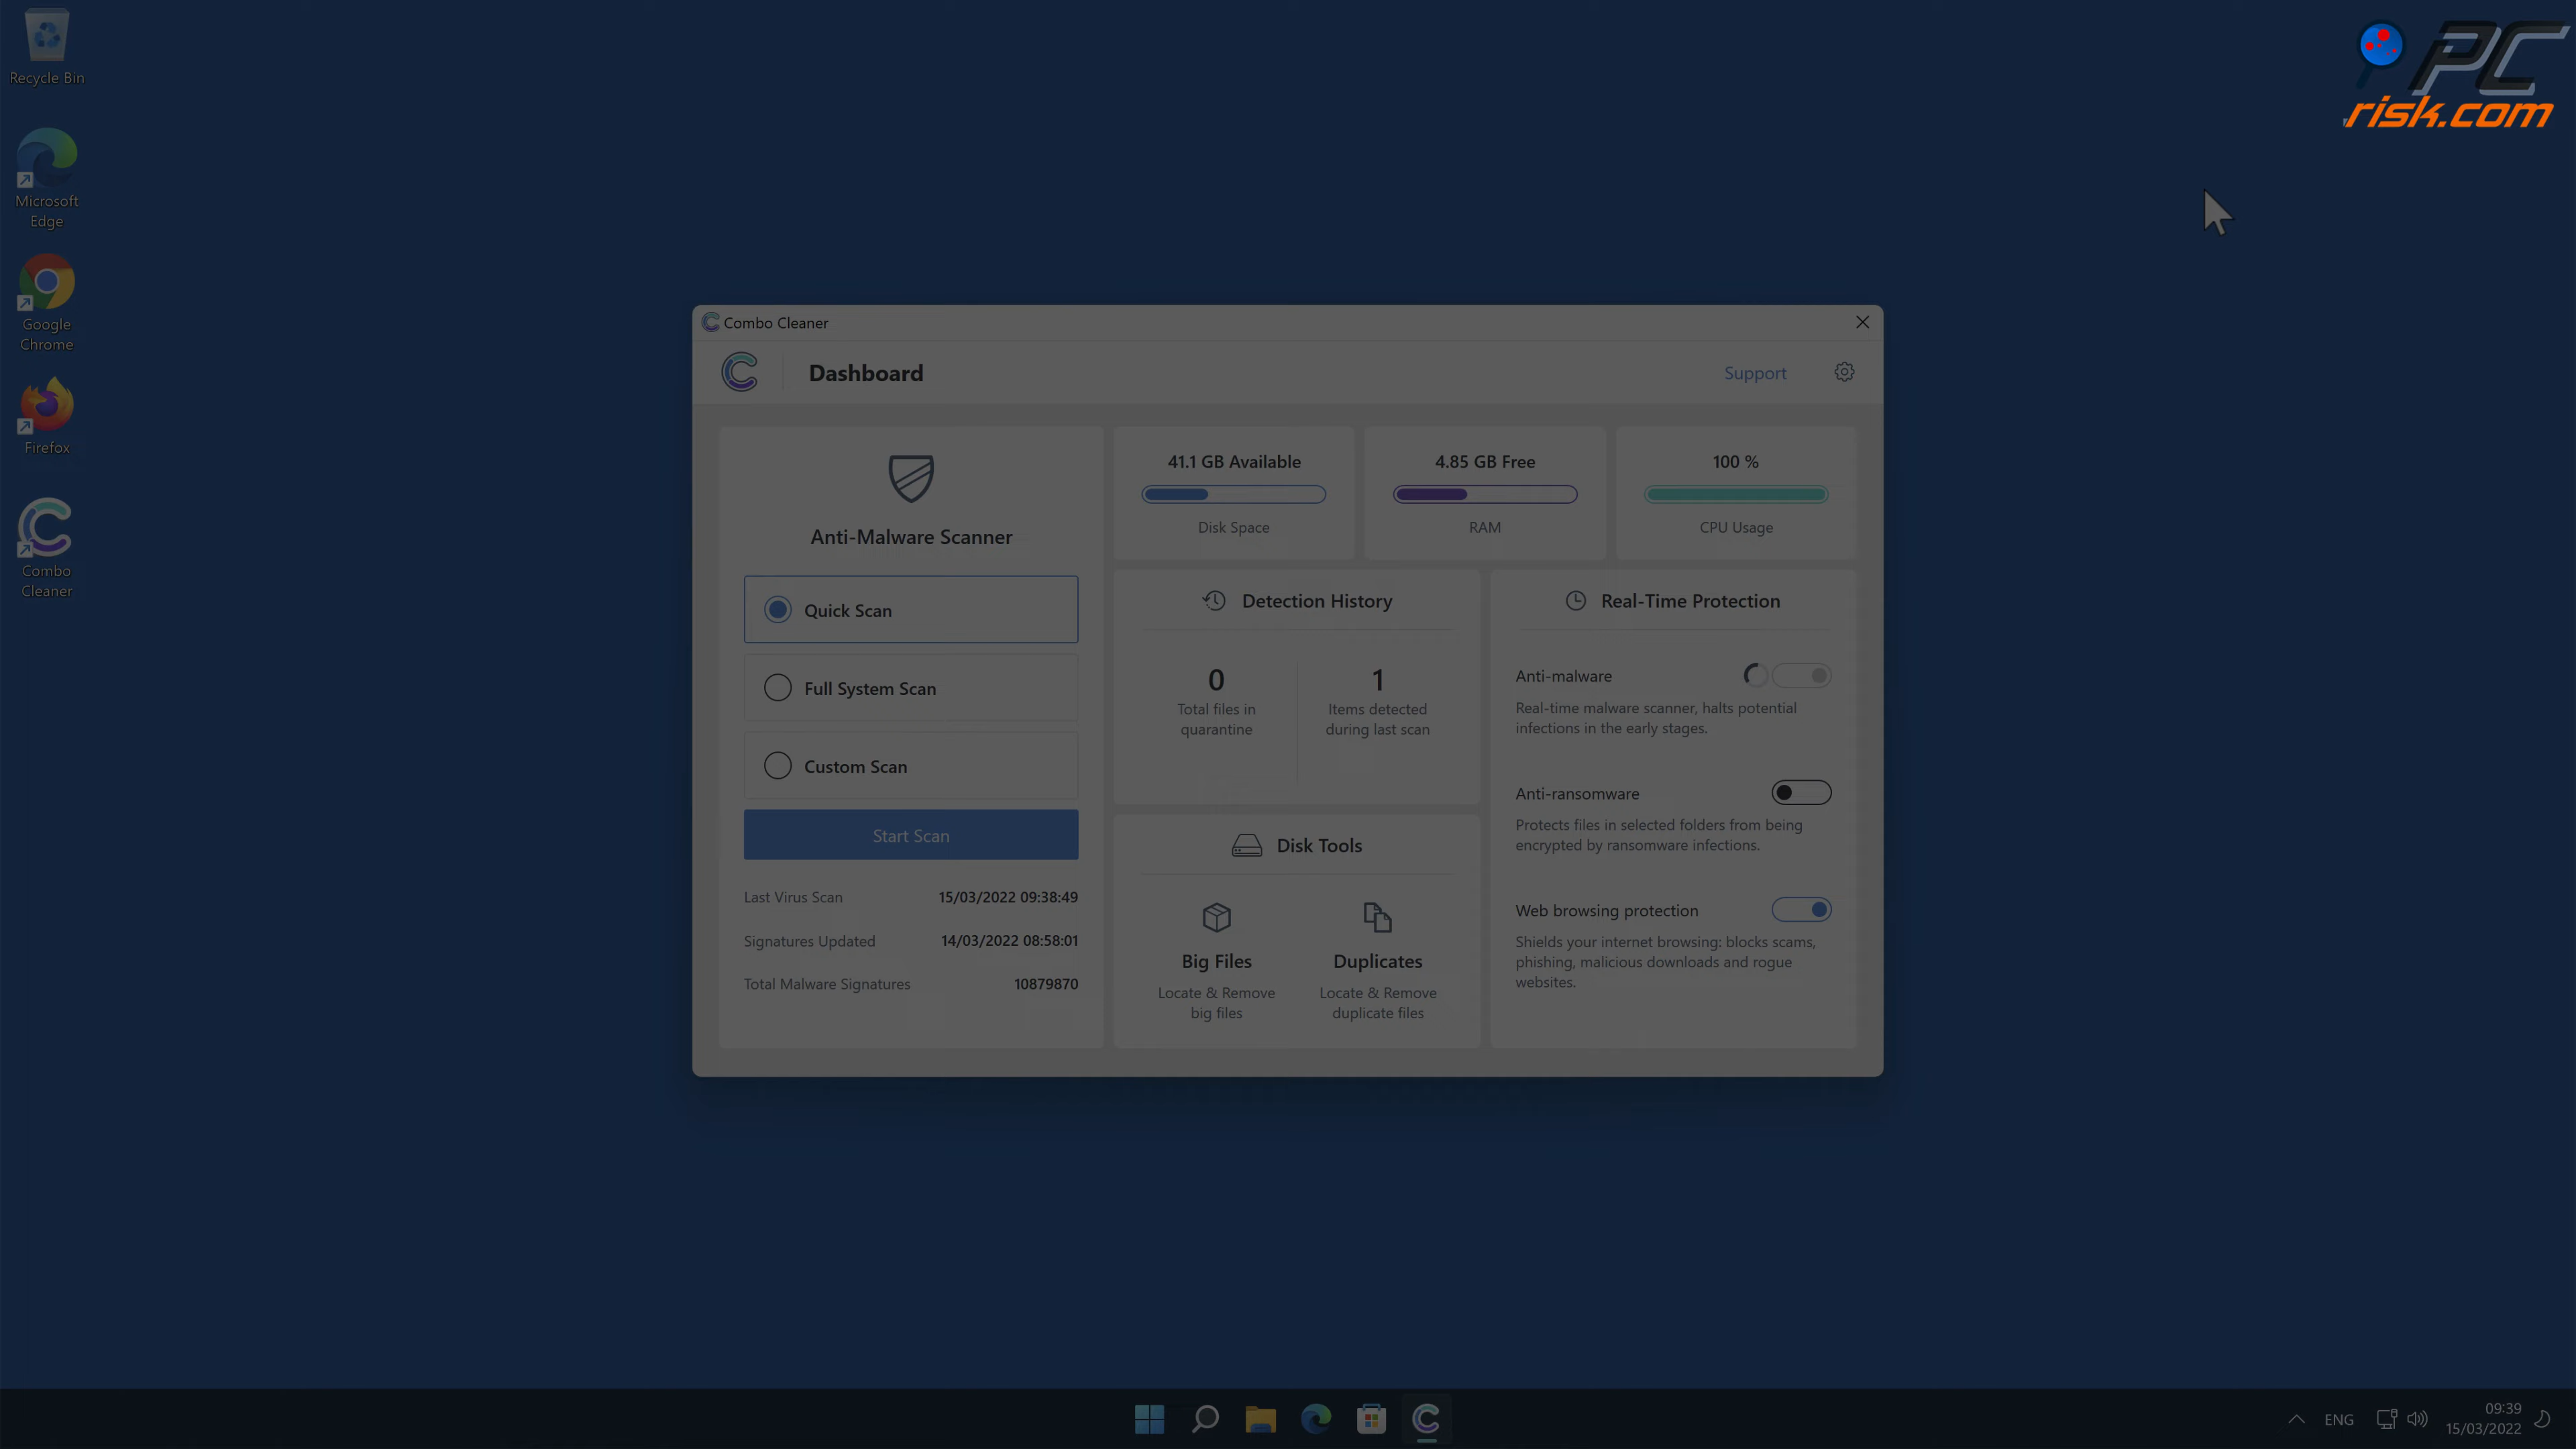 Recycle Bin
Microsoft
Edge
Google
Chrome
Firefox
Combo
Cleaner
PC
risk.com
Combo Cleaner
Dashboard
Support
Anti-Malware Scanner
Quick Scan
Full System Scan
Custom Scan
Start Scan
Last Virus Scan 15/03/2022 09:38:49
Signatures Updated 14/03/2022 08:58:01
Total Malware Signatures 10879870
41.1 GB Available
Disk Space
4.85 GB Free
RAM
100 %
CPU Usage
Detection History
0
Total files in
quarantine
1
Items detected
during last scan
Disk Tools
Big Files
Locate & Remove
big files
Duplicates
Locate & Remove
duplicate files
Real-Time Protection
Anti-malware
Real-time malware scanner, halts potential
infections in the early stages.
Anti-ransomware
Protects files in selected folders from being
encrypted by ransomware infections.
Web browsing protection
Shields your internet browsing: blocks scams,
phishing, malicious downloads and rogue
websites.
ENG
09:39
15/03/2022